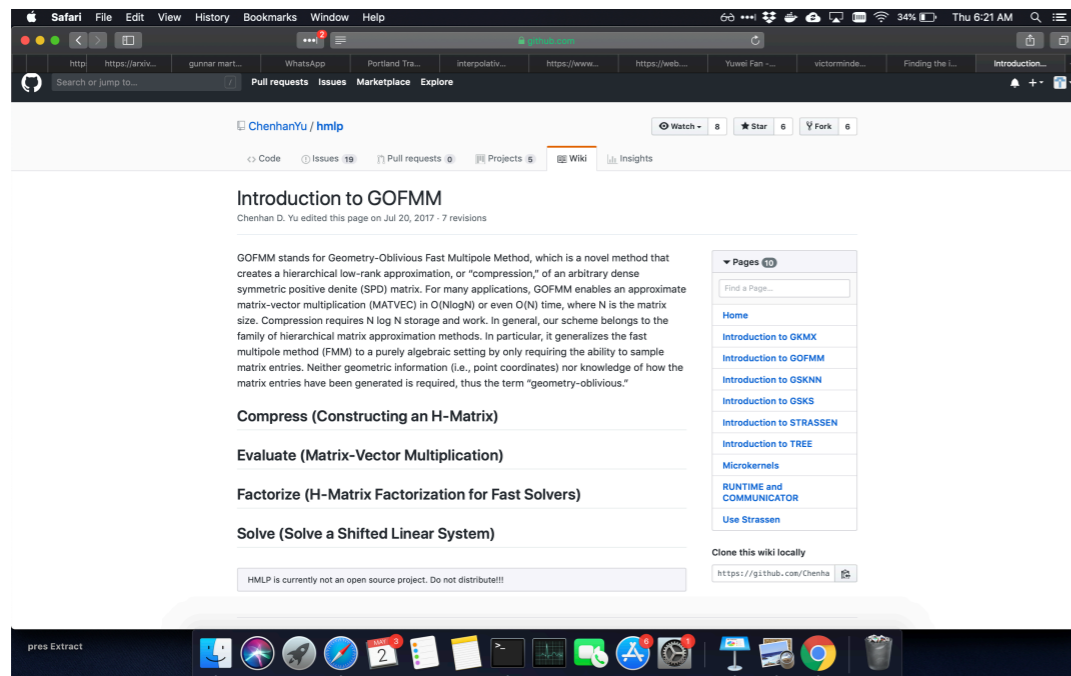 Safari File Edit View History Bookmarks Window Help 34% Thu 6:21 AM
2
github.com
http https://arxiv... gunnar mart... WhatsApp Portland Tra... interpolativ... https://www... https://web.... Yuwei Fan -... victorminde... Finding the i... Introduction...
Search or jump to... / Pull requests Issues Marketplace Explore
ChenhanYu / hmlp
Watch 8 Star 6 Fork 6
Code Issues 19 Pull requests 0 Projects 5 Wiki Insights
Introduction to GOFMM
Chenhan D. Yu edited this page on Jul 20, 2017 · 7 revisions
GOFMM stands for Geometry-Oblivious Fast Multipole Method, which is a novel method that
creates a hierarchical low-rank approximation, or “compression,” of an arbitrary dense
symmetric positive denite (SPD) matrix. For many applications, GOFMM enables an approximate
matrix-vector multiplication (MATVEC) in O(NlogN) or even O(N) time, where N is the matrix
size. Compression requires N log N storage and work. In general, our scheme belongs to the
family of hierarchical matrix approximation methods. In particular, it generalizes the fast
multipole method (FMM) to a purely algebraic setting by only requiring the ability to sample
matrix entries. Neither geometric information (i.e., point coordinates) nor knowledge of how the
matrix entries have been generated is required, thus the term “geometry-oblivious.”
Compress (Constructing an H-Matrix)
Evaluate (Matrix-Vector Multiplication)
Factorize (H-Matrix Factorization for Fast Solvers)
Solve (Solve a Shifted Linear System)
HMLP is currently not an open source project. Do not distribute!!!
Pages 10
Find a Page...
Home
Introduction to GKMX
Introduction to GOFMM
Introduction to GSKNN
Introduction to GSKS
Introduction to STRASSEN
Introduction to TREE
Microkernels
RUNTIME and
COMMUNICATOR
Use Strassen
Clone this wiki locally
https://github.com/Chenha
pres Extract
MAY 2 3
6
1